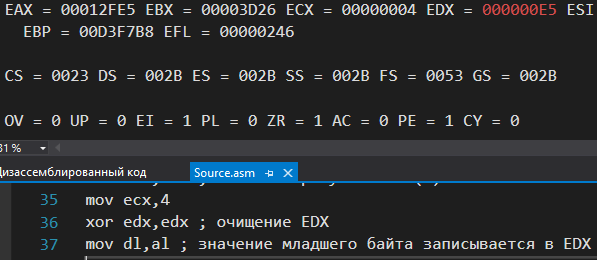 EAX = 00012FE5 EBX = 00003D26 ECX = 00000004 EDX = 000000E5 ESI
EBP = 00D3F7B8 EFL = 00000246
CS = 0023 DS = 002B ES = 002B SS = 002B FS = 0053 GS = 002B
OV = 0 UP = 0 EI = 1 PL = 0 ZR = 1 AC = 0 PE = 1 CY = 0
31 %
Дизассемблированный код Source.asm
35 mov ecx,4
36 xor edx,edx ; очищение EDX
37 mov dl,al ; значение младшего байта записывается в EDX